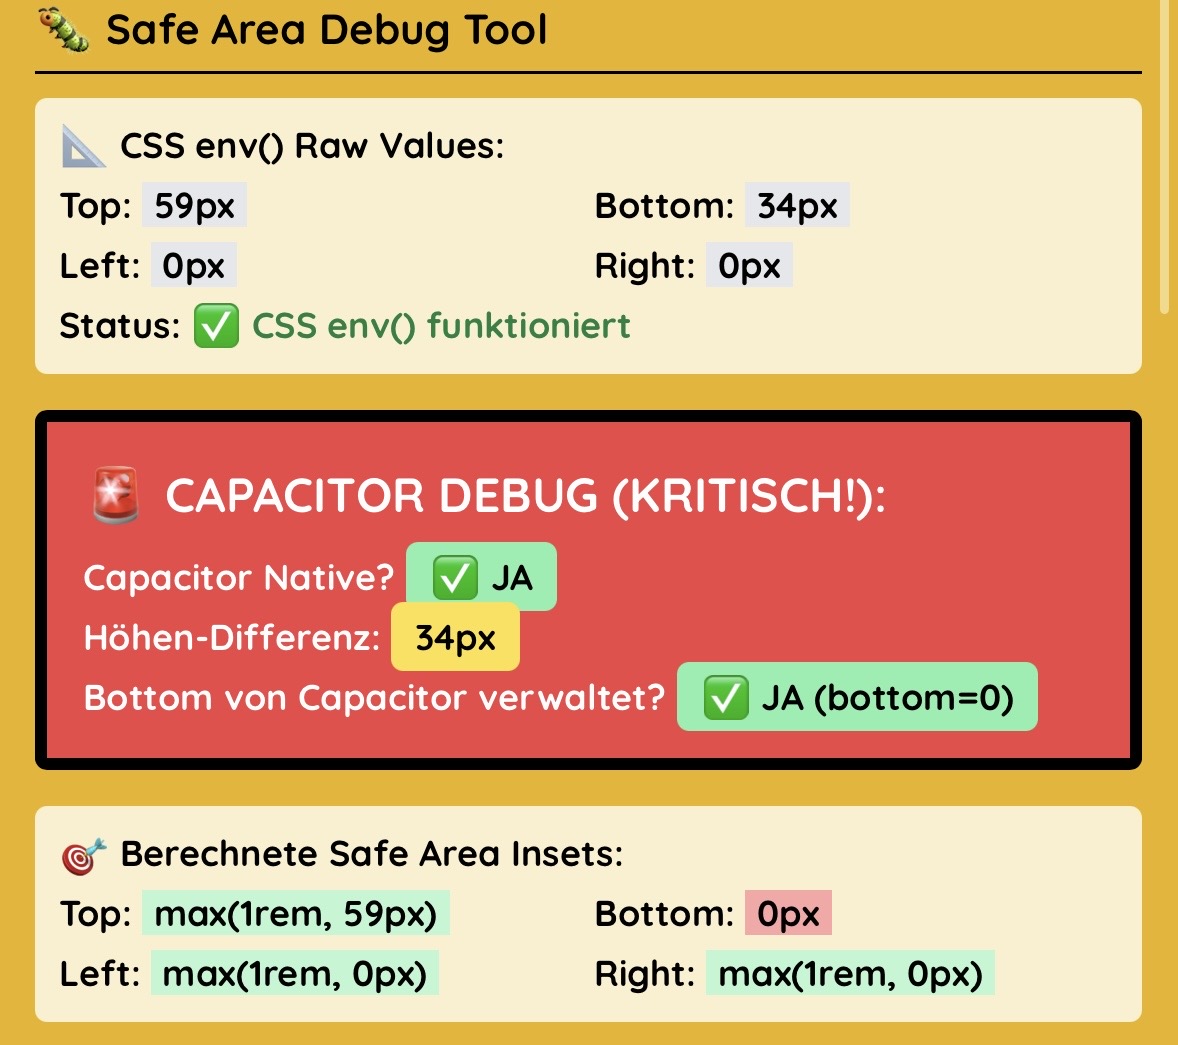 Safe Area Debug Tool
CSS env() Raw Values:
Top: 59px Bottom: 34px
Left: 0px Right: 0px
Status: ✅ CSS env() funktioniert
CAPACITOR DEBUG (KRITISCH!):
Capacitor Native? ✅ JA
Höhen-Differenz: 34px
Bottom von Capacitor verwaltet? ✅ JA (bottom=0)
Berechnete Safe Area Insets:
Top: max(1rem, 59px) Bottom: 0px
Left: max(1rem, 0px) Right: max(1rem, 0px)